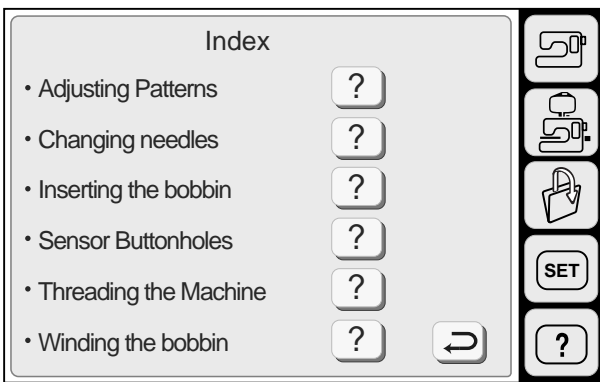 Index
• Adjusting Patterns ?
• Changing needles ?
• Inserting the bobbin ?
• Sensor Buttonholes ?
SET
• Threading the Machine ?
• Winding the bobbin ?
?